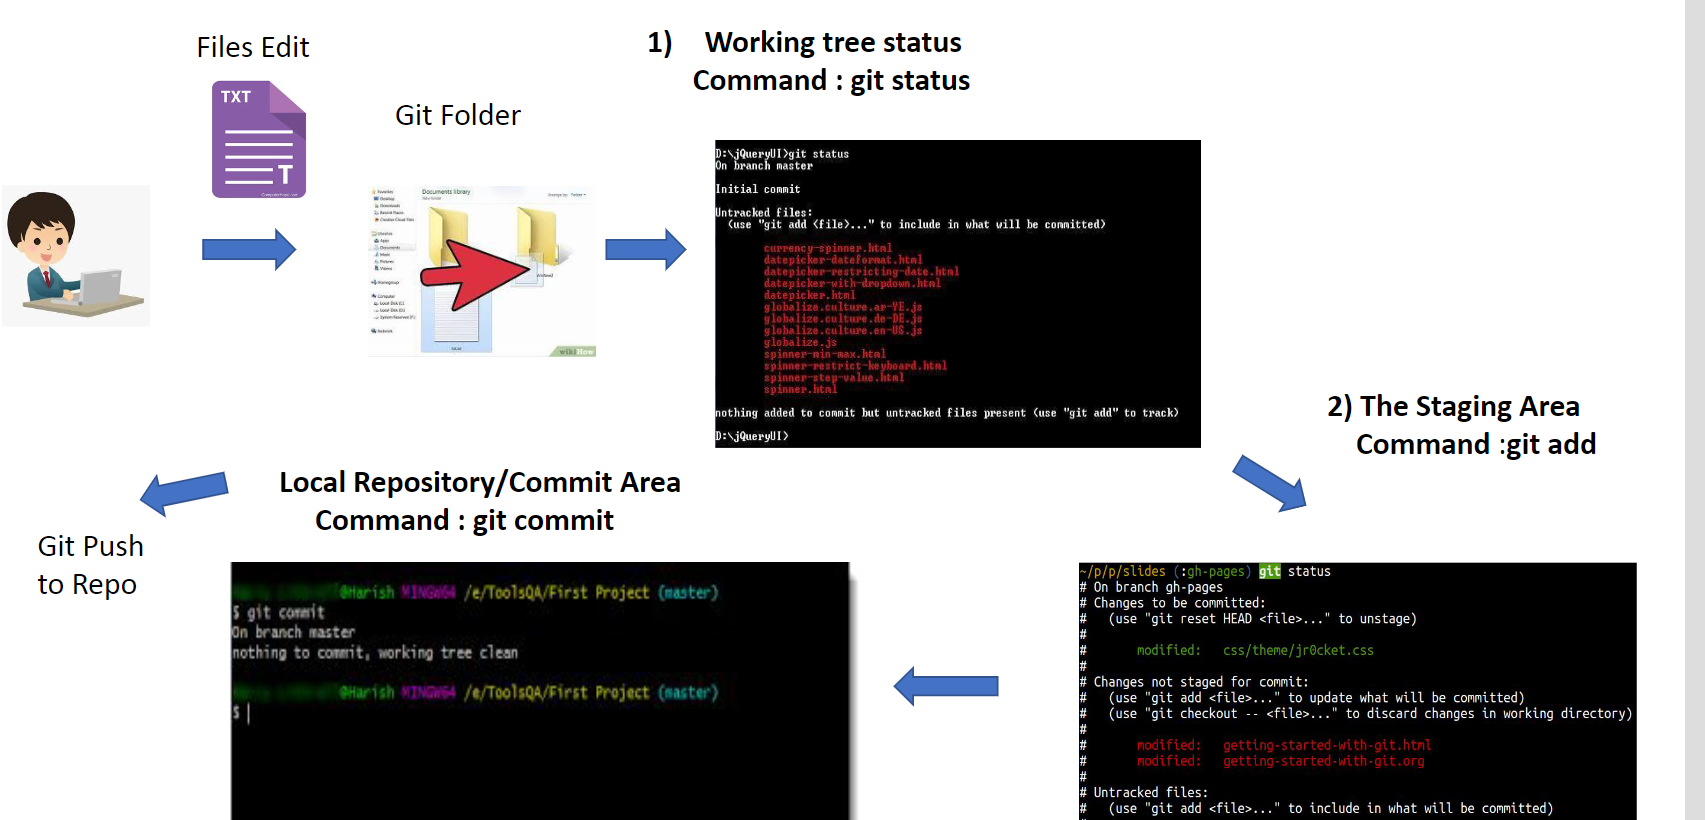 Files Edit
TXT
T
Git Folder
Documents library
1) Working tree status
Command : git status
D:\jQueryUI>git status
On branch master
Initial commit
Untracked files:
(use "git add <file>..." to include in what will be committed)
currency-spinner.html
datepicker-dateformat.html
datepicker-restricting-date.html
datepicker-with-dropdown.html
datepicker.html
globalize.culture.ar-YE.js
globalize.culture.de-DE.js
globalize.culture.en-US.js
globalize.js
spinner-min-max.html
spinner-restrict-keyboard.html
spinner-step-value.html
spinner.html
nothing added to commit but untracked files present (use "git add" to track)
D:\jQueryUI>
wikiHow
2) The Staging Area
Command :git add
~/p/p/slides (:gh-pages) git status
# On branch gh-pages
# Changes to be committed:
#   (use "git reset HEAD <file>..." to unstage)
#
#       modified:   css/theme/jr0cket.css
#
# Changes not staged for commit:
#   (use "git add <file>..." to update what will be committed)
#   (use "git checkout -- <file>..." to discard changes in working directory)
#
#       modified:   getting-started-with-git.html
#       modified:   getting-started-with-git.org
#
# Untracked files:
#   (use "git add <file>..." to include in what will be committed)
Local Repository/Commit Area
Command : git commit
@Harish MINGW64 /e/ToolsQA/First Project (master)
$ git commit
On branch master
nothing to commit, working tree clean
@Harish MINGW64 /e/ToolsQA/First Project (master)
$
Git Push
to Repo